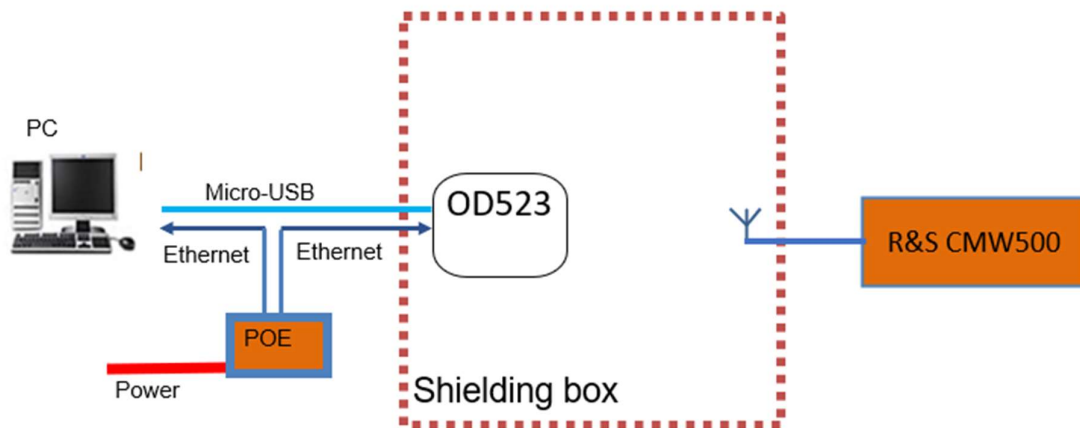 PC
Micro-USB
OD523
Ethernet
Ethernet
R&S CMW500
POE
Power
Shielding box